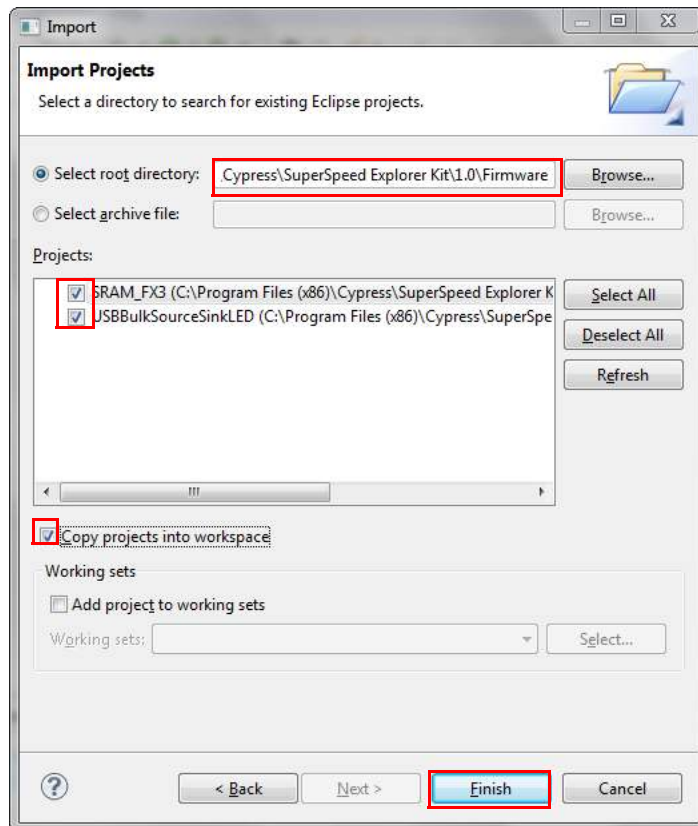 Import
Import Projects
Select a directory to search for existing Eclipse projects.
Select root directory: .Cypress\SuperSpeed Explorer Kit\1.0\Firmware Browse...
Select archive file: Browse...
Projects:
SRAM_FX3 (C:\Program Files (x86)\Cypress\SuperSpeed Explorer K
USBBulkSourceSinkLED (C:\Program Files (x86)\Cypress\SuperSpe
Select All
Deselect All
Refresh
Copy projects into workspace
Working sets
Add project to working sets
Working sets: Select...
? < Back Next > Finish Cancel